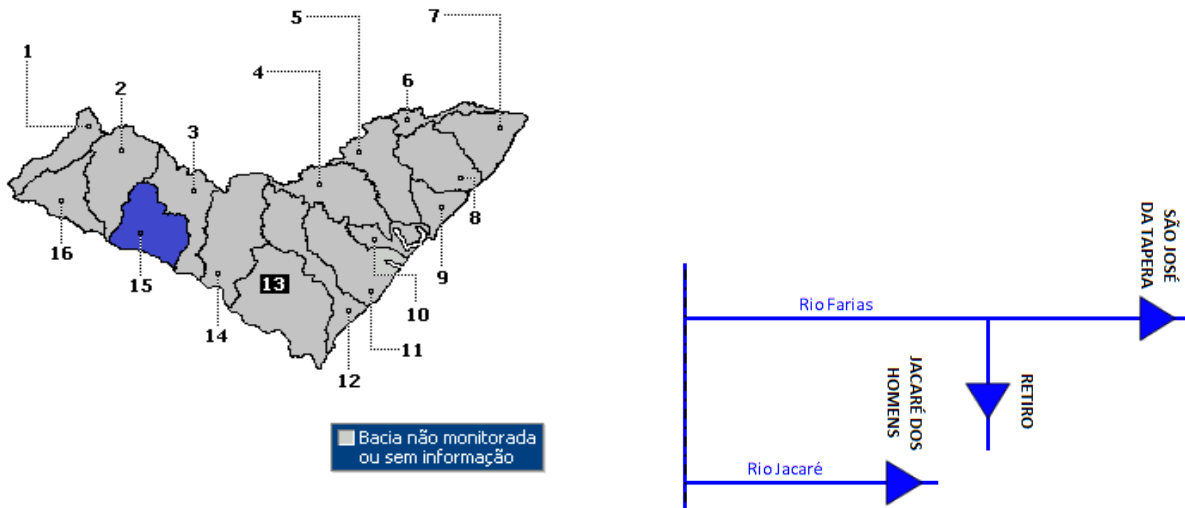 1
2
3
4
5
6
7
8
9
10
11
12
13
14
15
16
Bacia não monitorada
ou sem informação
SÃO JOSÉ
DA TAPERA
Rio Farias
JACARÉ DOS
HOMENS
RETIRO
Rio Jacaré